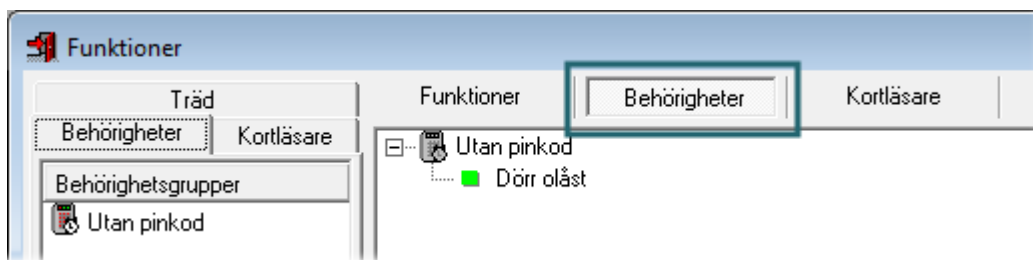 Funktioner
Träd
Behörigheter Kortläsare
Behörighetsgrupper
Utan pinkod
Funktioner Behörigheter Kortläsare
Utan pinkod
Dörr olåst